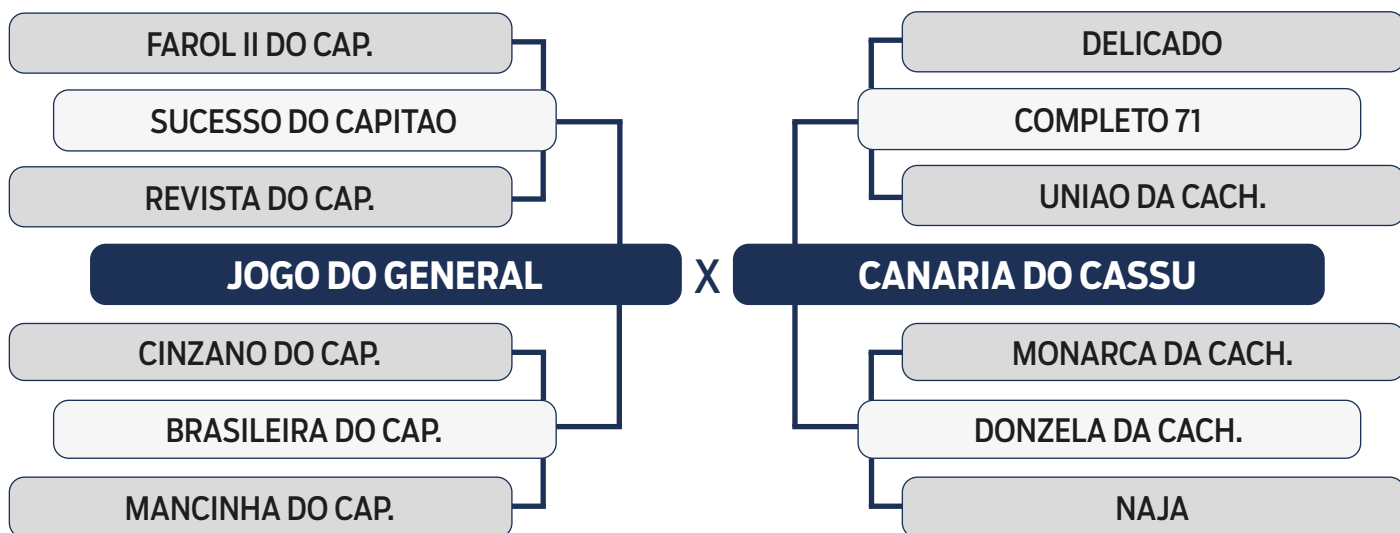 FAROL II DO CAP.
SUCESSO DO CAPITAO
REVISTA DO CAP.
JOGO DO GENERAL
CINZANO DO CAP.
BRASILEIRA DO CAP.
MANCINHA DO CAP.
X
DELICADO
COMPLETO 71
UNIAO DA CACH.
CANARIA DO CASSU
MONARCA DA CACH.
DONZELA DA CACH.
NAJA